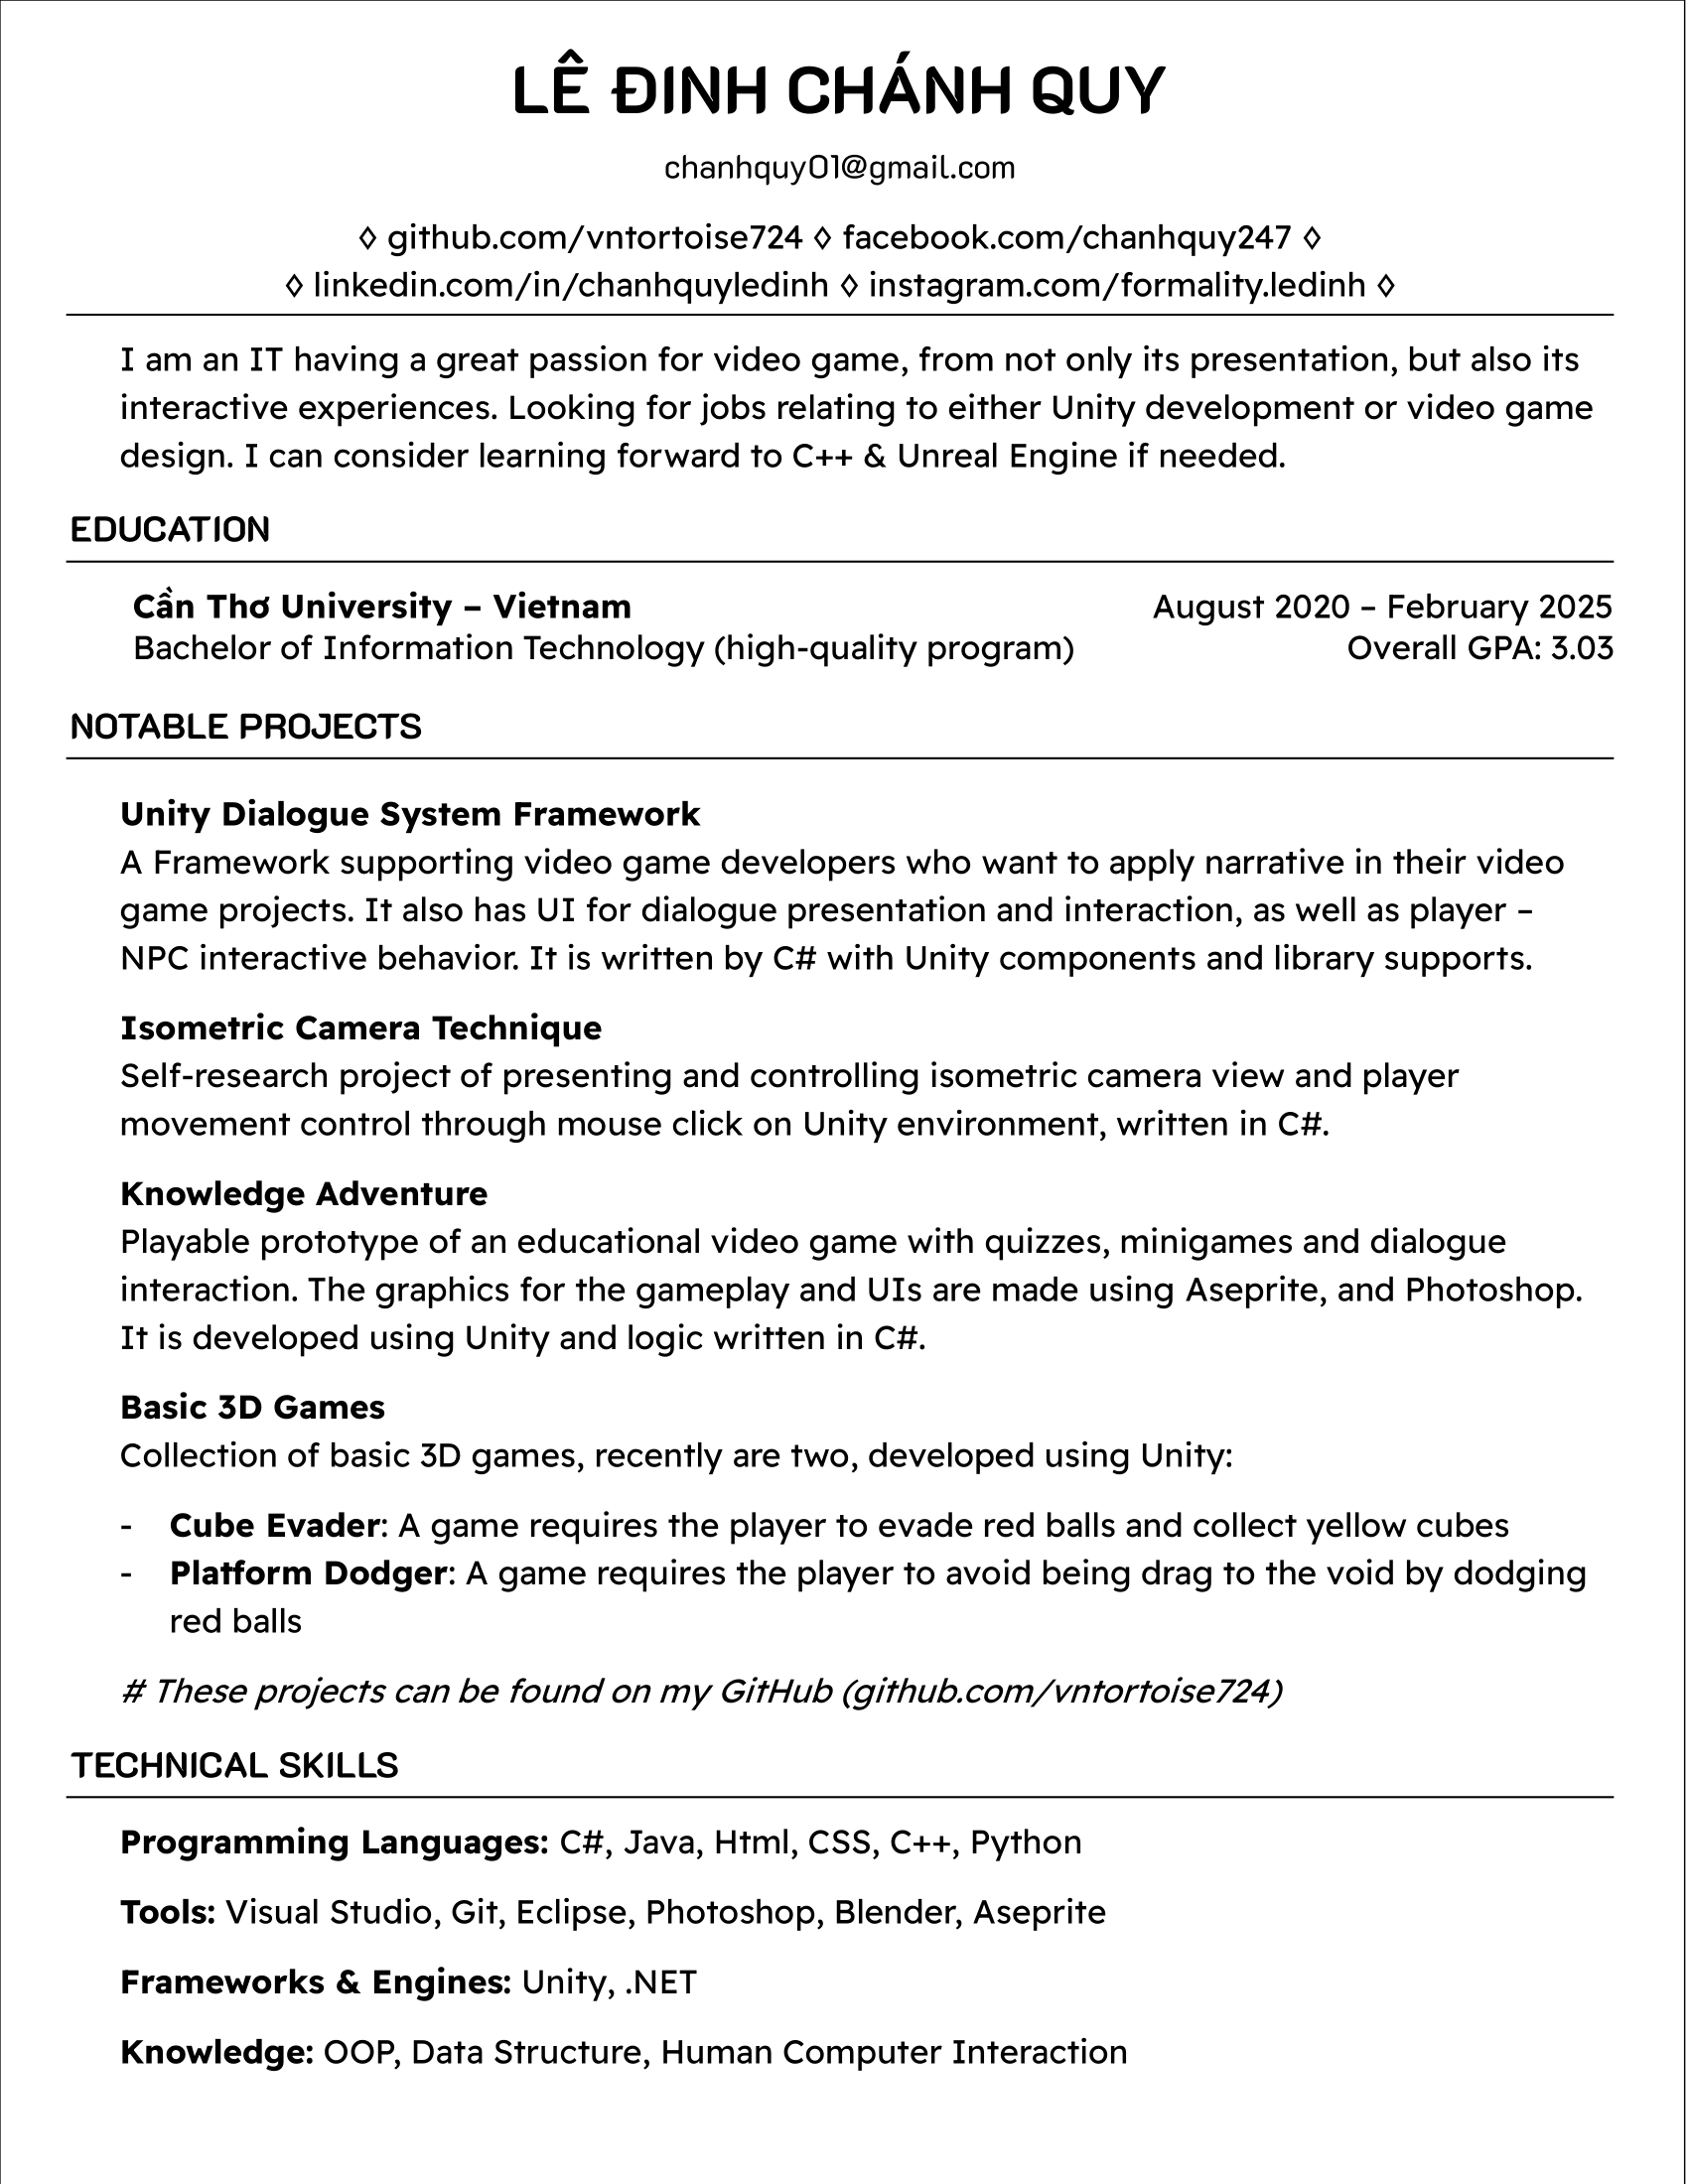 LÊ ĐINH CHÁNH QUY
chanhquy01@gmail.com
◊ github.com/vntortoise724 ◊ facebook.com/chanhquy247 ◊
◊ linkedin.com/in/chanhquyledinh ◊ instagram.com/formality.ledinh ◊
I am an IT having a great passion for video game, from not only its presentation, but also its
interactive experiences. Looking for jobs relating to either Unity development or video game
design. I can consider learning forward to C++ & Unreal Engine if needed.
EDUCATION
Cần Thơ University – Vietnam August 2020 – February 2025
Bachelor of Information Technology (high-quality program) Overall GPA: 3.03
NOTABLE PROJECTS
Unity Dialogue System Framework
A Framework supporting video game developers who want to apply narrative in their video
game projects. It also has UI for dialogue presentation and interaction, as well as player –
NPC interactive behavior. It is written by C# with Unity components and library supports.
Isometric Camera Technique
Self-research project of presenting and controlling isometric camera view and player
movement control through mouse click on Unity environment, written in C#.
Knowledge Adventure
Playable prototype of an educational video game with quizzes, minigames and dialogue
interaction. The graphics for the gameplay and UIs are made using Aseprite, and Photoshop.
It is developed using Unity and logic written in C#.
Basic 3D Games
Collection of basic 3D games, recently are two, developed using Unity:
- Cube Evader: A game requires the player to evade red balls and collect yellow cubes
- Platform Dodger: A game requires the player to avoid being drag to the void by dodging
red balls
# These projects can be found on my GitHub (github.com/vntortoise724)
TECHNICAL SKILLS
Programming Languages: C#, Java, Html, CSS, C++, Python
Tools: Visual Studio, Git, Eclipse, Photoshop, Blender, Aseprite
Frameworks & Engines: Unity, .NET
Knowledge: OOP, Data Structure, Human Computer Interaction